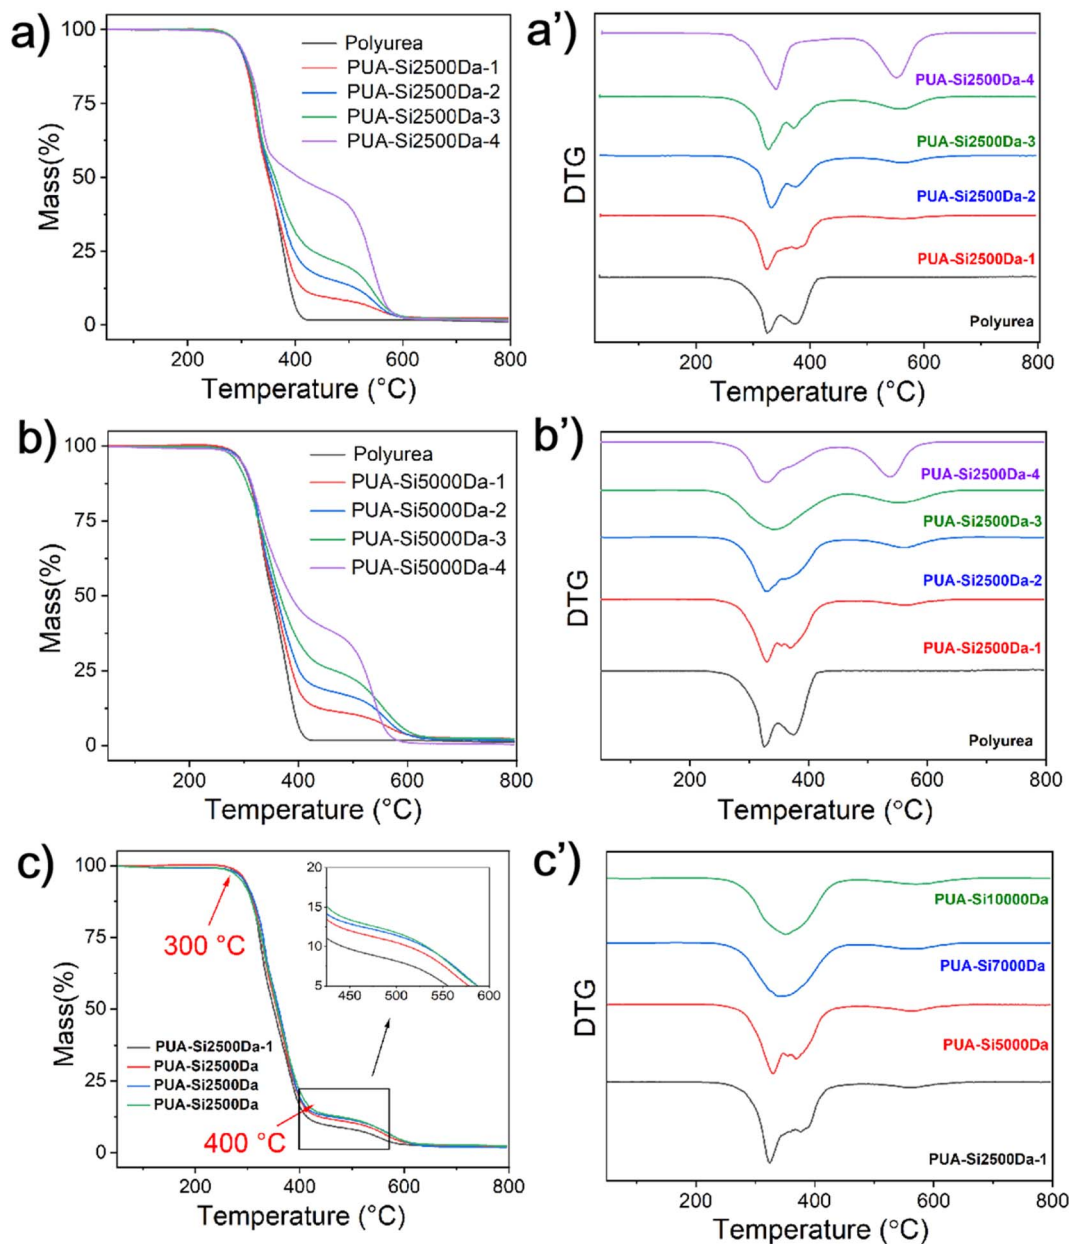 a)
Mass(%)
100
75
50
25
0
200
400
600
800
Temperature (°C)
Polyurea
PUA-Si2500Da-1
PUA-Si2500Da-2
PUA-Si2500Da-3
PUA-Si2500Da-4
a')
DTG
PUA-Si2500Da-4
PUA-Si2500Da-3
PUA-Si2500Da-2
PUA-Si2500Da-1
Polyurea
200
400
600
800
Temperature (°C)
b)
Mass(%)
100
75
50
25
0
200
400
600
800
Temperature (°C)
Polyurea
PUA-Si5000Da-1
PUA-Si5000Da-2
PUA-Si5000Da-3
PUA-Si5000Da-4
b')
DTG
PUA-Si2500Da-4
PUA-Si2500Da-3
PUA-Si2500Da-2
PUA-Si2500Da-1
Polyurea
200
400
600
800
Temperature (°C)
c)
Mass(%)
100
75
50
25
0
200
400
600
800
Temperature (°C)
300 °C
400 °C
PUA-Si2500Da-1
PUA-Si2500Da
PUA-Si2500Da
PUA-Si2500Da
20
15
10
5
450
500
550
600
c')
DTG
PUA-Si10000Da
PUA-Si7000Da
PUA-Si5000Da
PUA-Si2500Da-1
200
400
600
800
Temperature (°C)